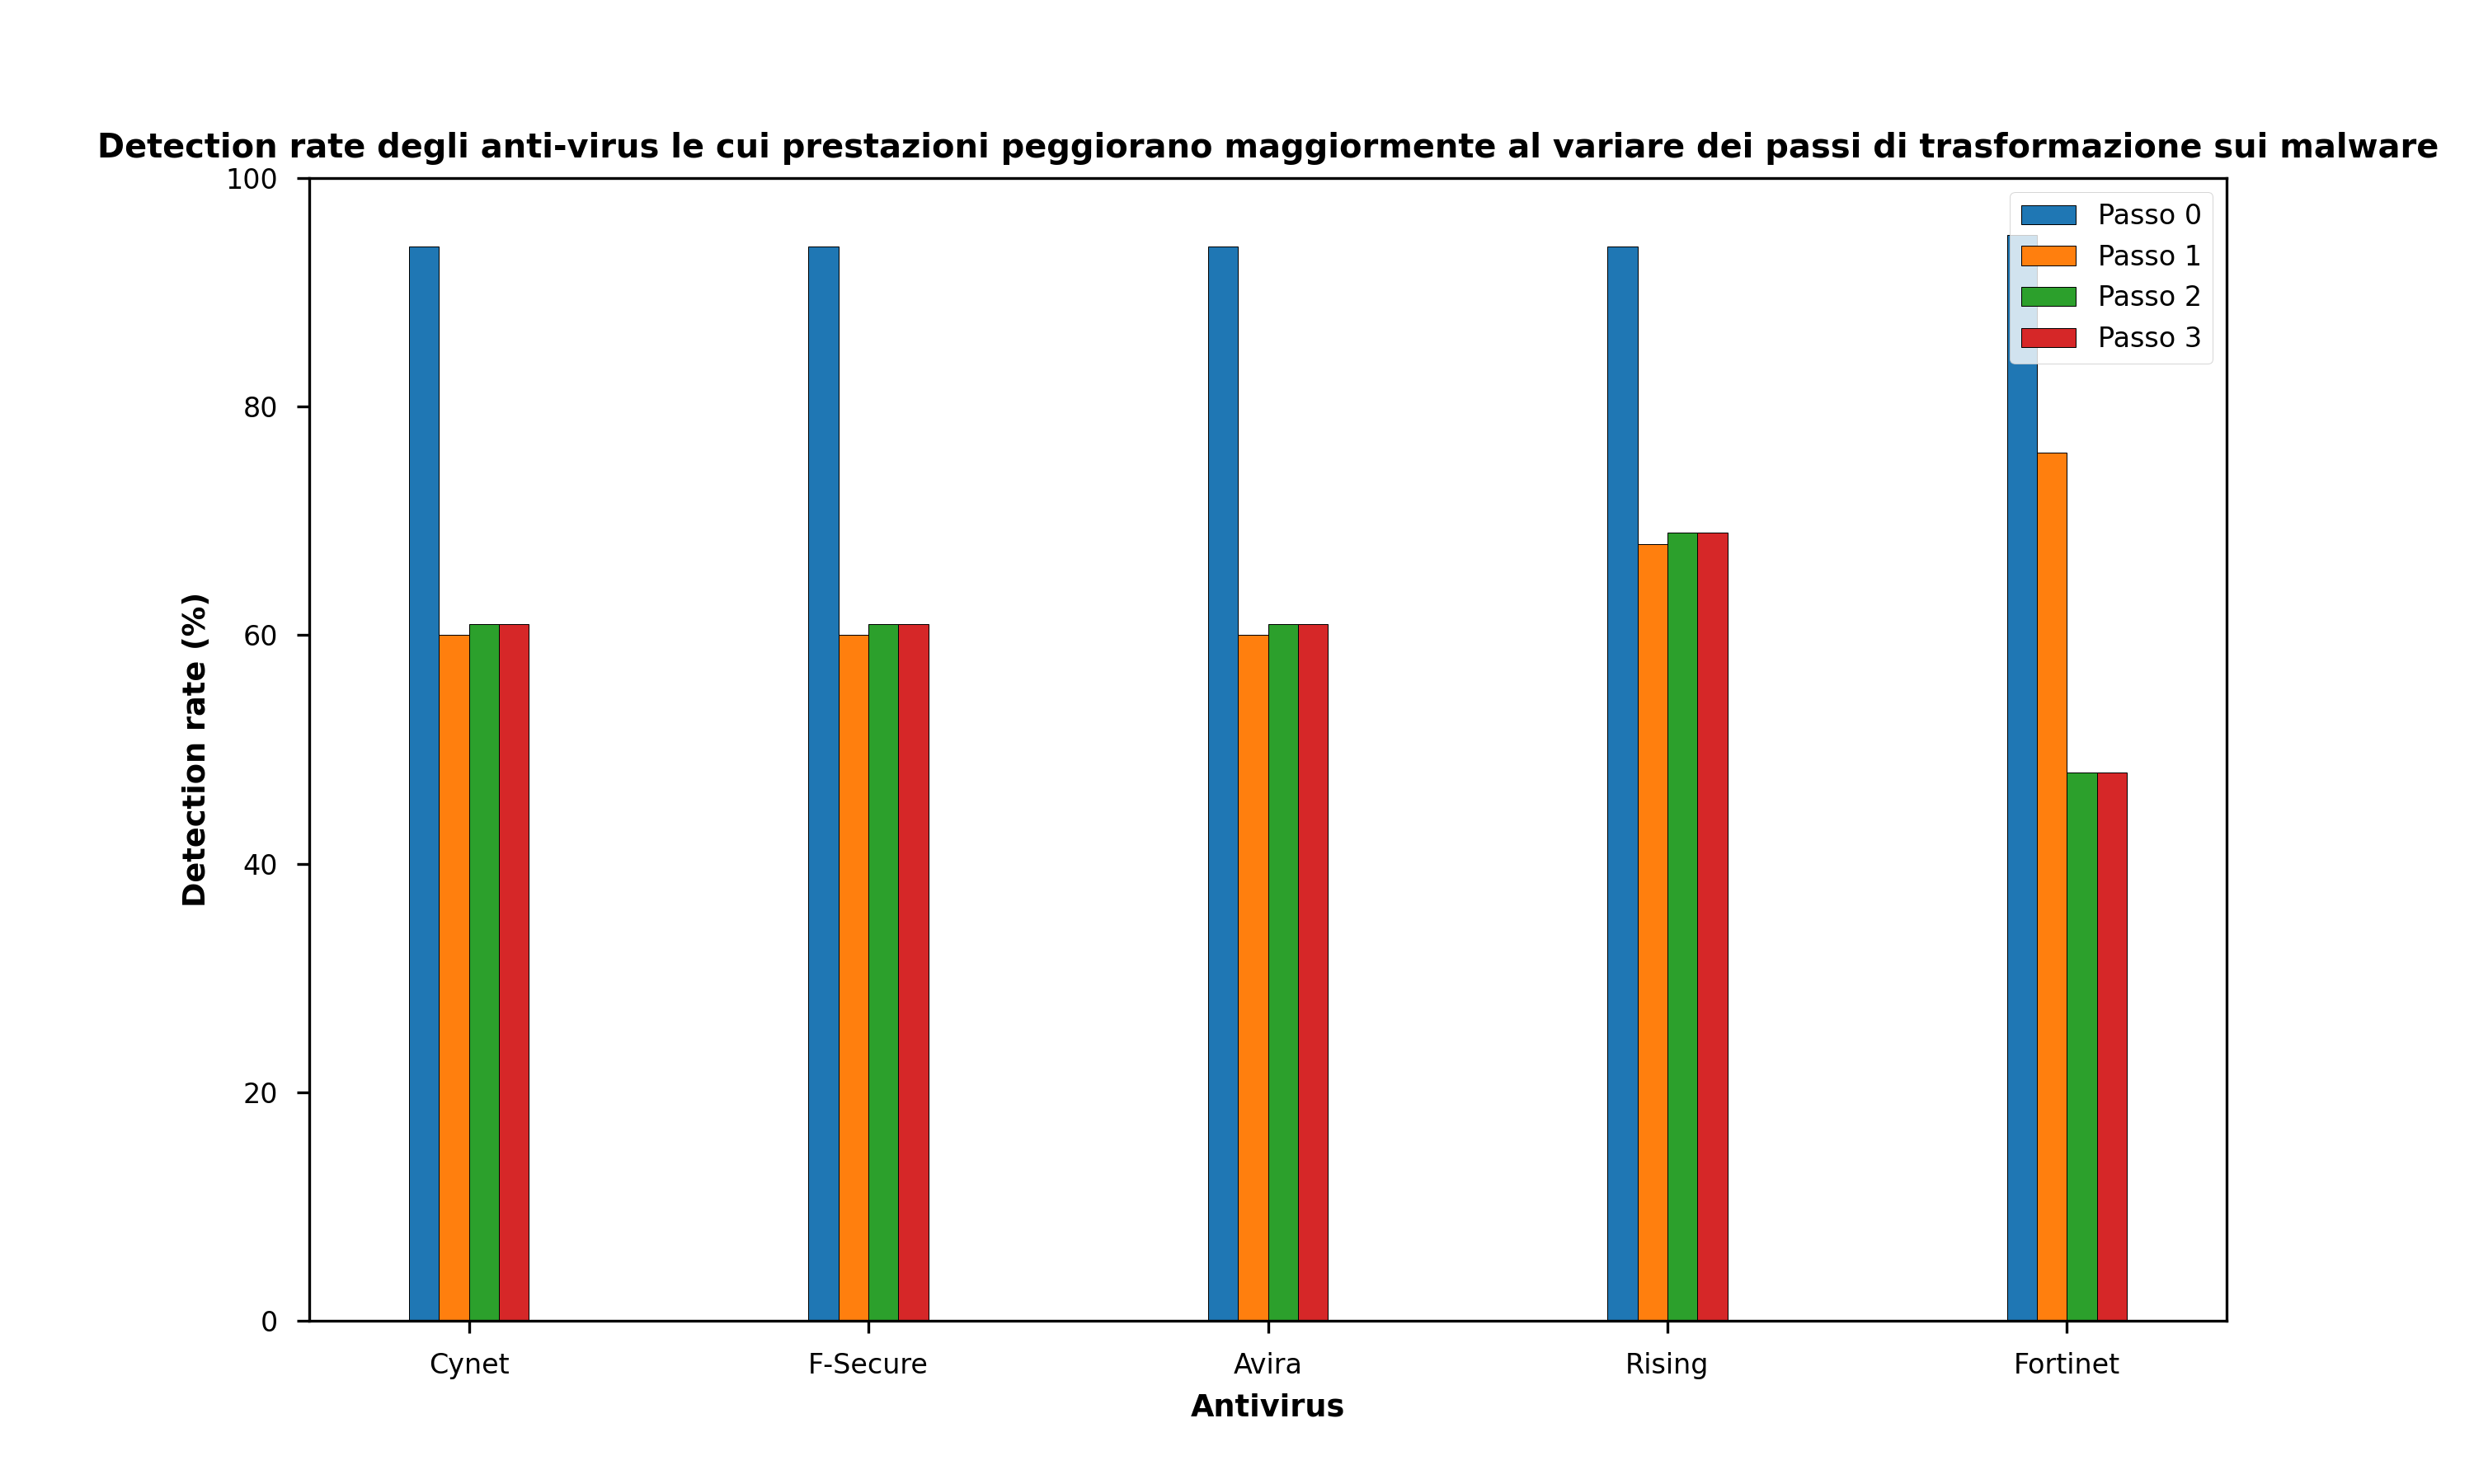 Detection rate degli anti-virus le cui prestazioni peggiorano maggiormente al variare dei passi di trasformazione sui malware
100
80
60
40
20
0
Detection rate (%)
Passo 0
Passo 1
Passo 2
Passo 3
Cynet F-Secure Avira Rising Fortinet
Antivirus